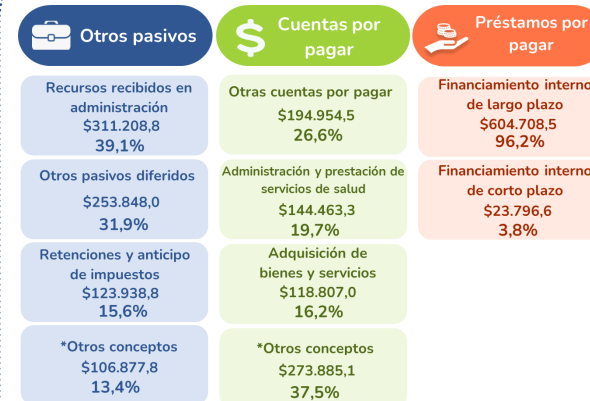 Otros pasivos
Recursos recibidos en
administración
$311.208,8
39,1%
Otros pasivos diferidos
$253.848,0
31,9%
Retenciones y anticipo
de impuestos
$123.938,8
15,6%
*Otros conceptos
$106.877,8
13,4%
Cuentas por
pagar
Otras cuentas por pagar
$194.954,5
26,6%
Administración y prestación de
servicios de salud
$144.463,3
19,7%
Adquisición de
bienes y servicios
$118.807,0
16,2%
*Otros conceptos
$273.885,1
37,5%
Préstamos por
pagar
Financiamiento interno
de largo plazo
$604.708,5
96,2%
Financiamiento interno
de corto plazo
$23.796,6
3,8%